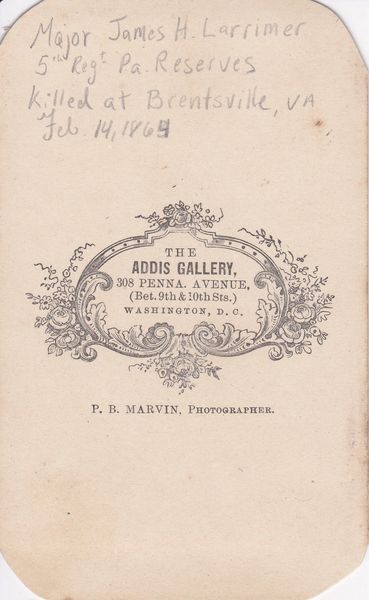 Major James H. Larrimer
5th Regt Pa. Reserves
Killed at Brentsville, VA
Feb. 14, 1864
THE
ADDIS GALLERY,
308 PENNA. AVENUE,
(Bet. 9th & 10th Sts.)
WASHINGTON, D. C.
P. B. MARVIN, PHOTOGRAPHER.